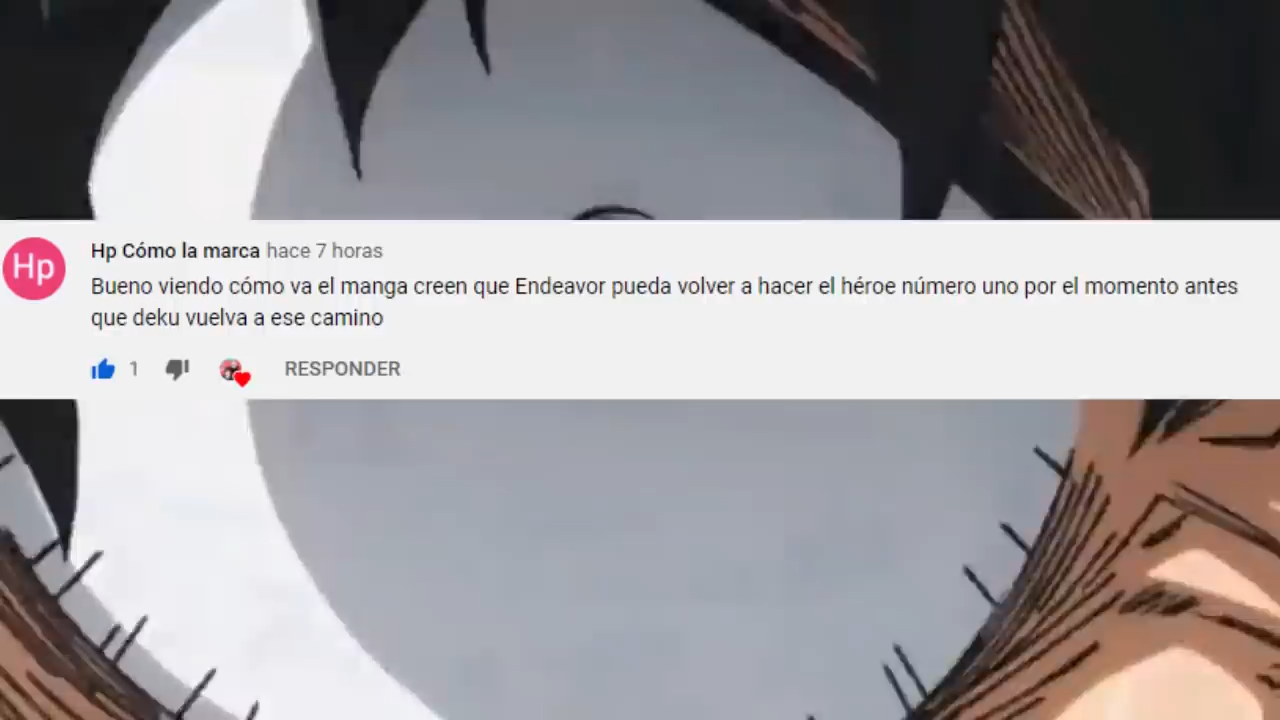 Hp
Hp Cómo la marca hace 7 horas
Bueno viendo cómo va el manga creen que Endeavor pueda volver a hacer el héroe número uno por el momento antes
que deku vuelva a ese camino
1 RESPONDER